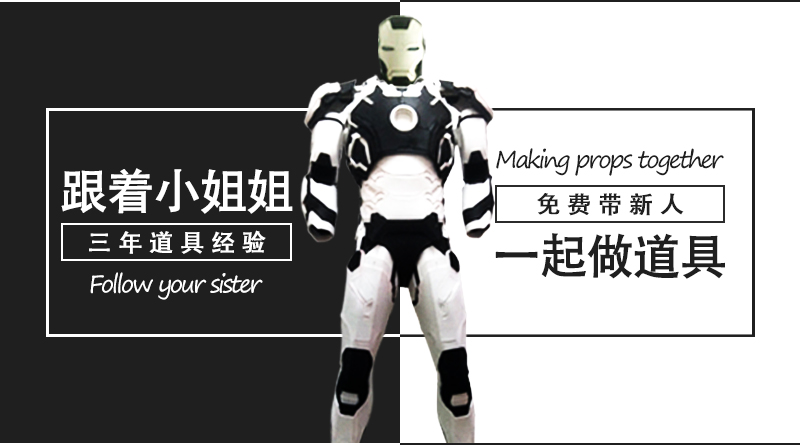 跟着小姐姐
三年道具经验
Follow your sister
Making props together
免费带新人
一起做道具